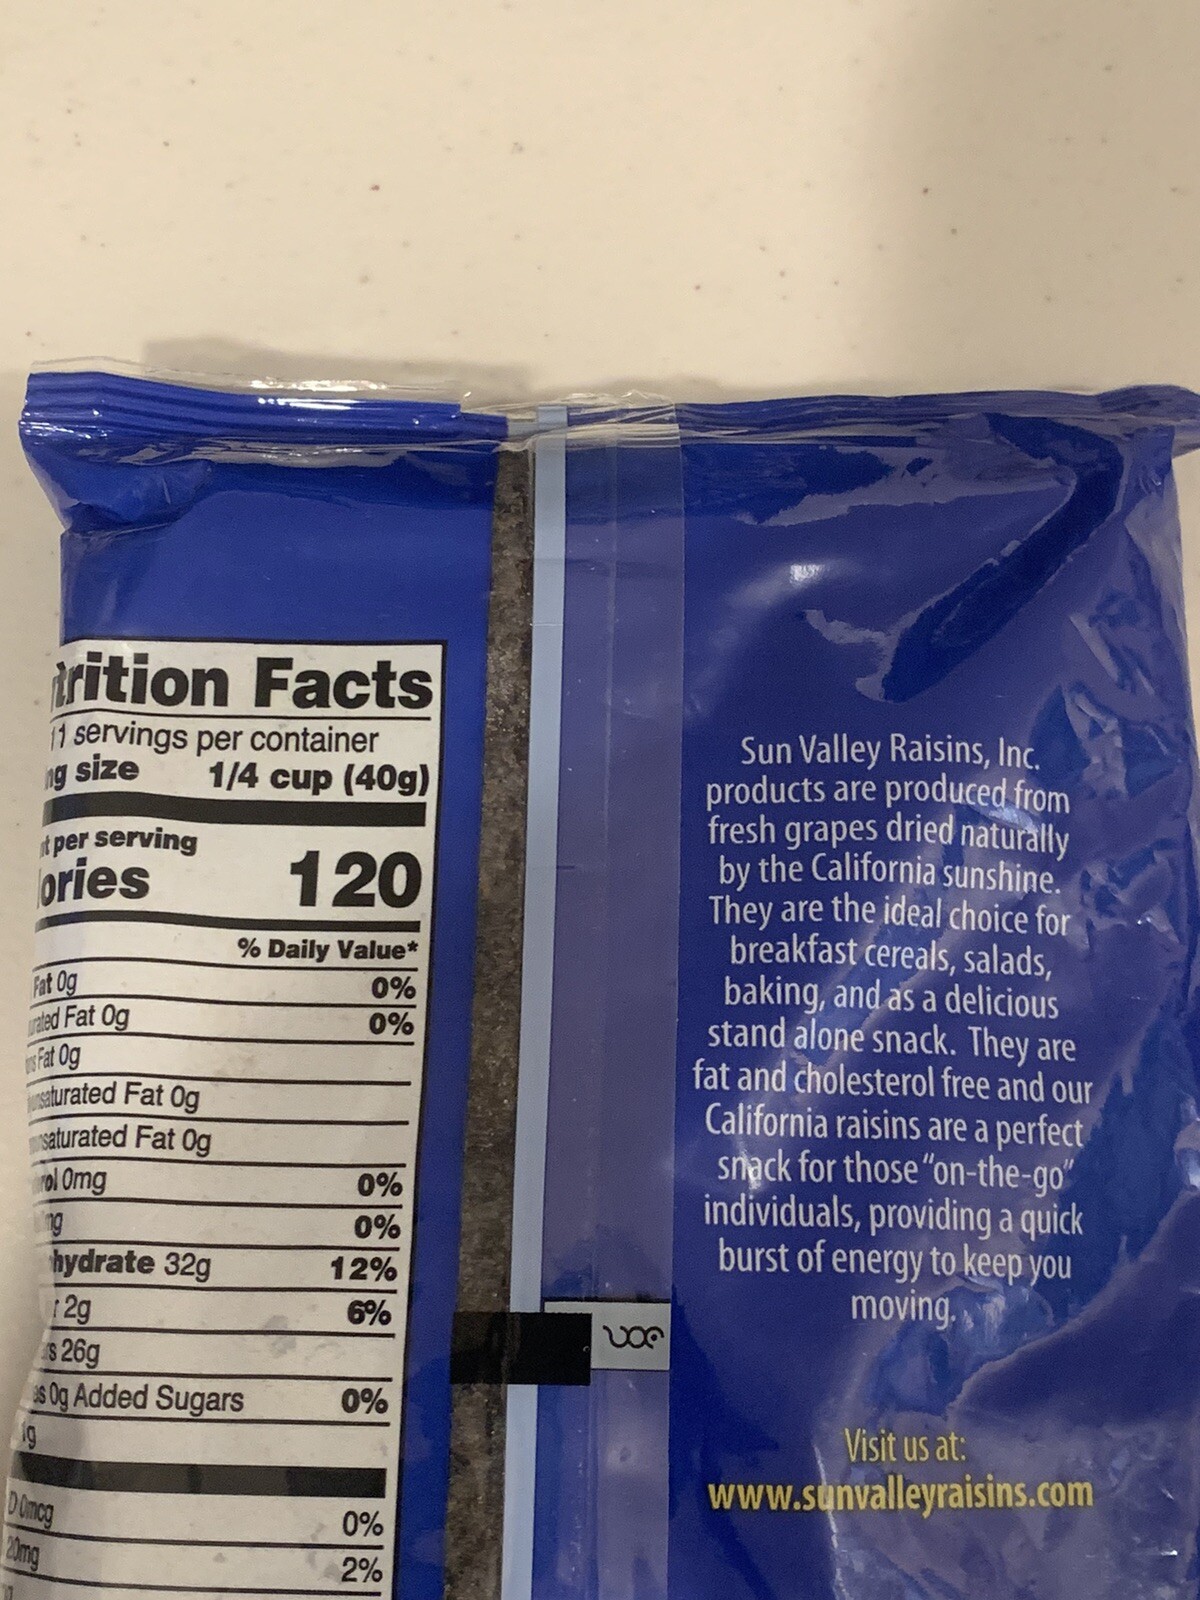 trition Facts
11 servings per container
ng size 1/4 cup (40g)
nt per serving
lories 120
% Daily Value*
Fat 0g 0%
urated Fat 0g 0%
ns Fat 0g
unsaturated Fat 0g
unsaturated Fat 0g
rol 0mg 0%
mg 0%
hydrate 32g 12%
r 2g 6%
rs 26g
es 0g Added Sugars 0%
1g
D 0mcg 0%
20mg 2%
Sun Valley Raisins, Inc.
products are produced from
fresh grapes dried naturally
by the California sunshine.
They are the ideal choice for
breakfast cereals, salads,
baking, and as a delicious
stand alone snack. They are
fat and cholesterol free and our
California raisins are a perfect
snack for those "on-the-go"
individuals, providing a quick
burst of energy to keep you
moving.
Visit us at:
www.sunvalleyraisins.com